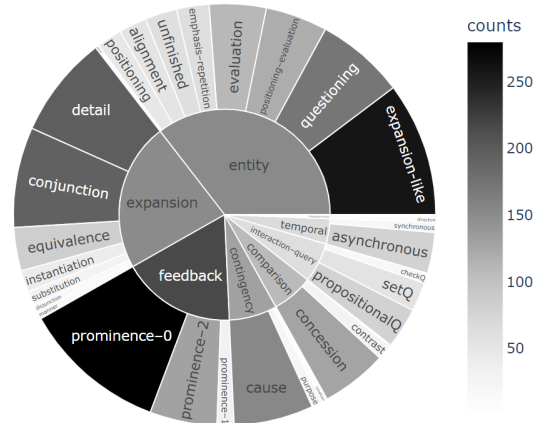 counts
250
200
150
100
50
entity
expansion
feedback
contingency
comparison
interaction−query
temporal
expansion-like
questioning
positioning−evaluation
evaluation
emphasis−repetition
unfinished
alignment
positioning
detail
conjunction
equivalence
instantiation
substitution
disjunction
manner
prominence−0
prominence−2
prominence−1
cause
purpose
concession
contrast
propositionalQ
setQ
checkQ
asynchronous
synchronous
directive